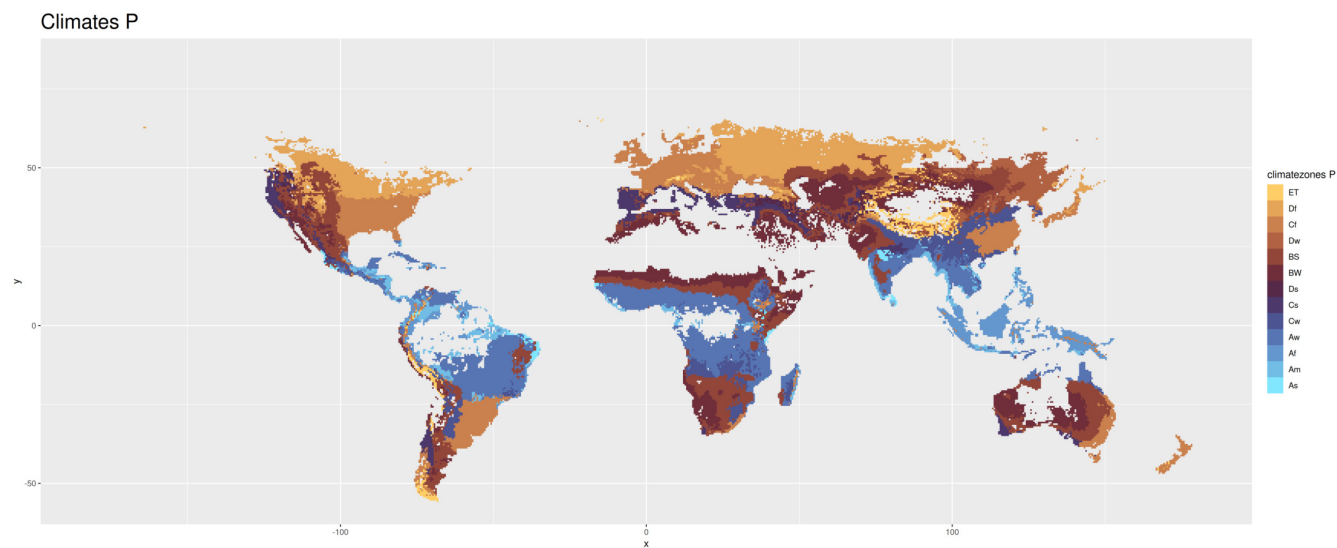 Climates P
50
0
-50
y
-100
0
100
x
climatezones P
ET
Df
Cf
Dw
BS
BW
Ds
Cs
Cw
Aw
Af
Am
As